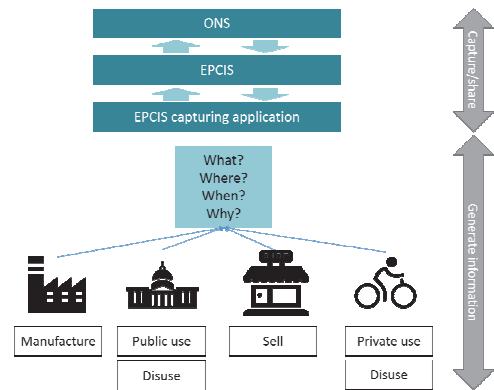 ONS
EPCIS
EPCIS capturing application
Capture/share
What?
Where?
When?
Why?
Generate information
Manufacture
Public use
Sell
Private use
Disuse
Disuse